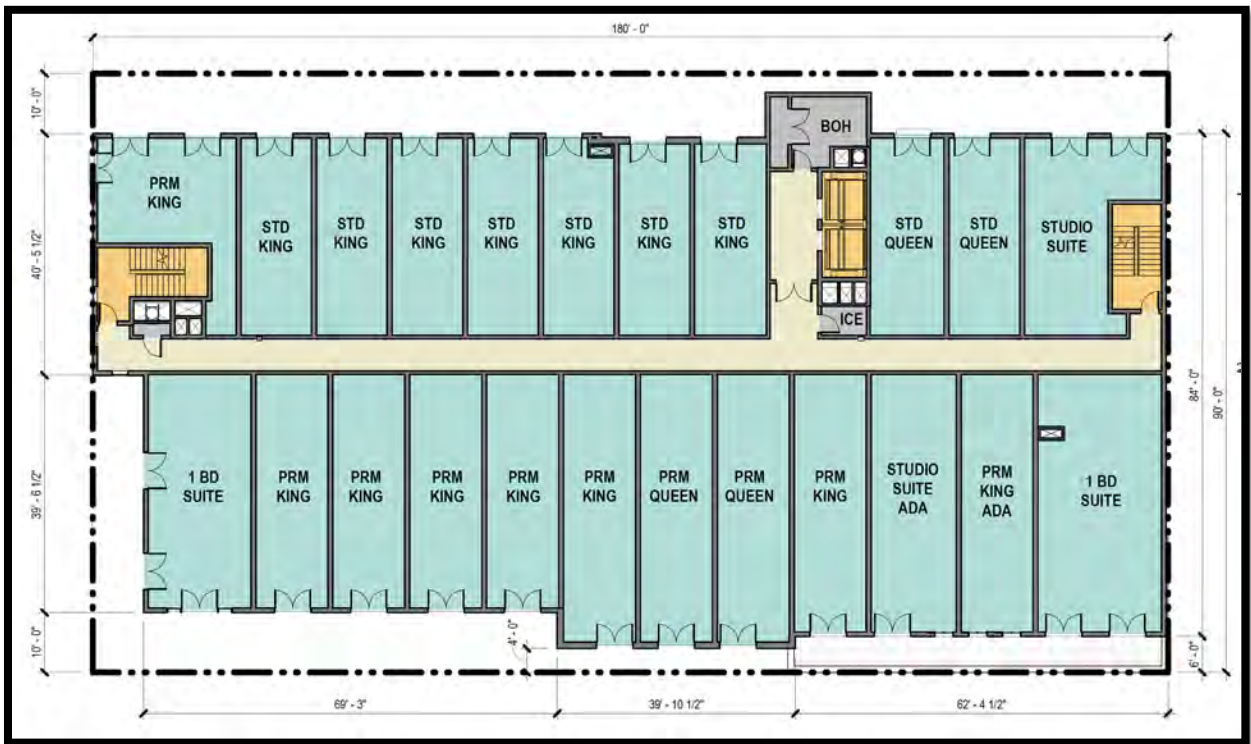 180' - 0"
10' - 0"
40' - 5 1/2"
39' - 6 1/2"
10' - 0"
BOH
PRM
KING
STD
KING
STD
KING
STD
KING
STD
KING
STD
KING
STD
KING
STD
KING
STD
QUEEN
STD
QUEEN
STUDIO
SUITE
ICE
1 BD
SUITE
PRM
KING
PRM
KING
PRM
KING
PRM
KING
PRM
KING
PRM
QUEEN
PRM
QUEEN
PRM
KING
STUDIO
SUITE
ADA
PRM
KING
ADA
1 BD
SUITE
84' - 0"
90' - 0"
4' - 0"
6' - 0"
69' - 3"
39' - 10 1/2"
62' - 4 1/2"